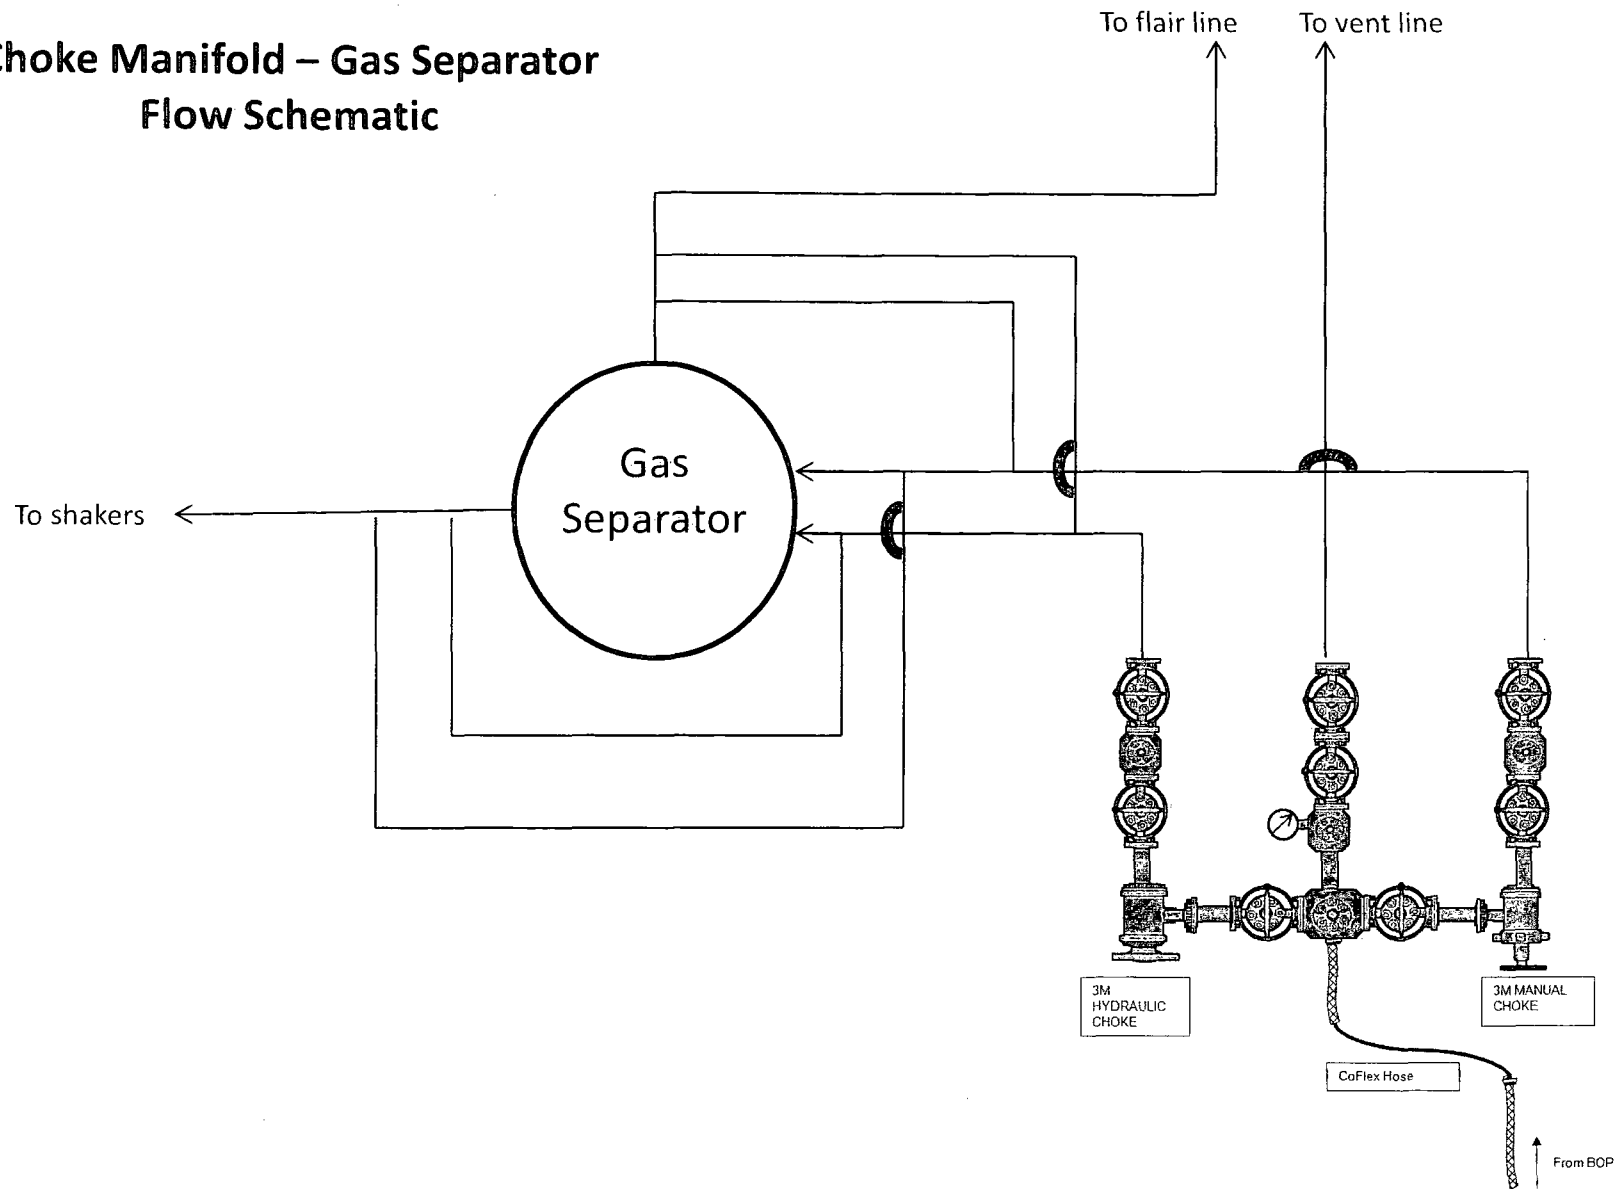 Choke Manifold – Gas Separator
Flow Schematic
To flair line
To vent line
Gas
Separator
To shakers
3M
HYDRAULIC
CHOKE
3M MANUAL
CHOKE
CoFlex Hose
From BOP